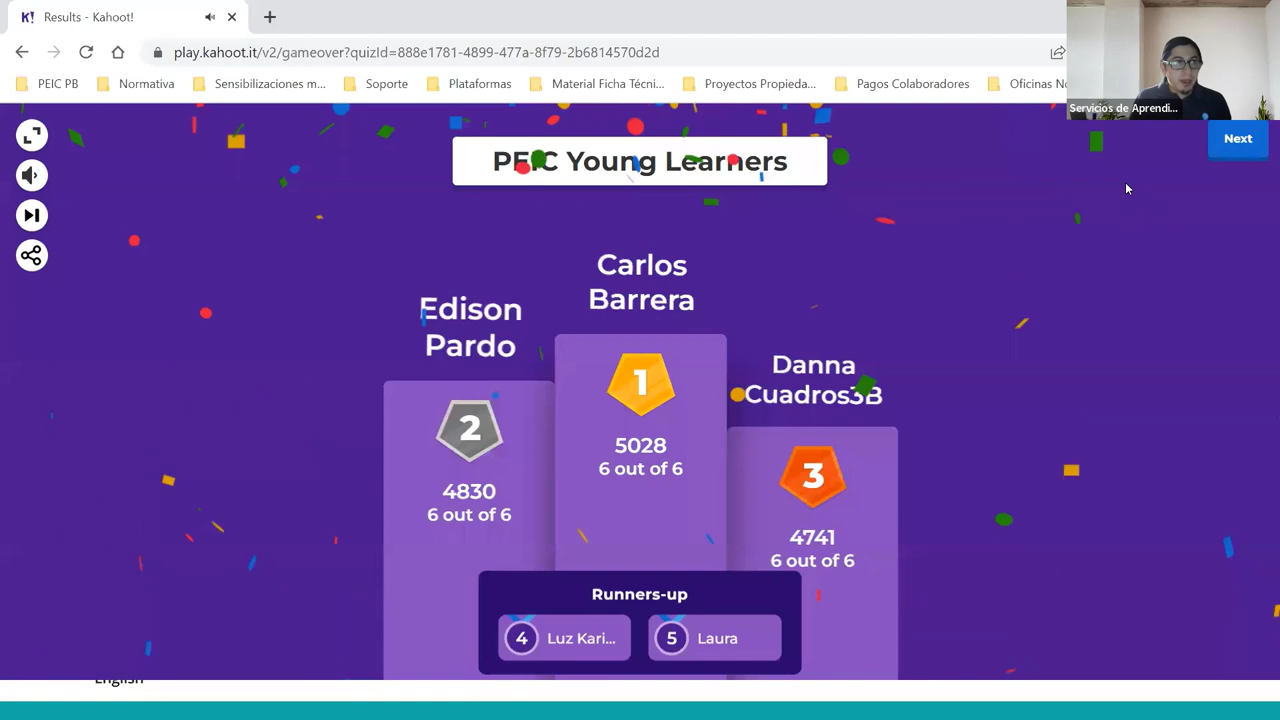 K! Results - Kahoot!
play.kahoot.it/v2/gameover?quizId=888e1781-4899-477a-8f79-2b6814570d2d
PEIC PB Normativa Sensibilizaciones m... Soporte Plataformas Material Ficha Técni... Proyectos Propieda... Pagos Colaboradores Oficinas
Servicios de Aprendi...
Next
PEIC Young Learners
Carlos
Barrera
Edison
Pardo
Danna
Cuadros3B
1
5028
6 out of 6
2
4830
6 out of 6
3
4741
6 out of 6
Runners-up
4 Luz Kari... 5 Laura
English